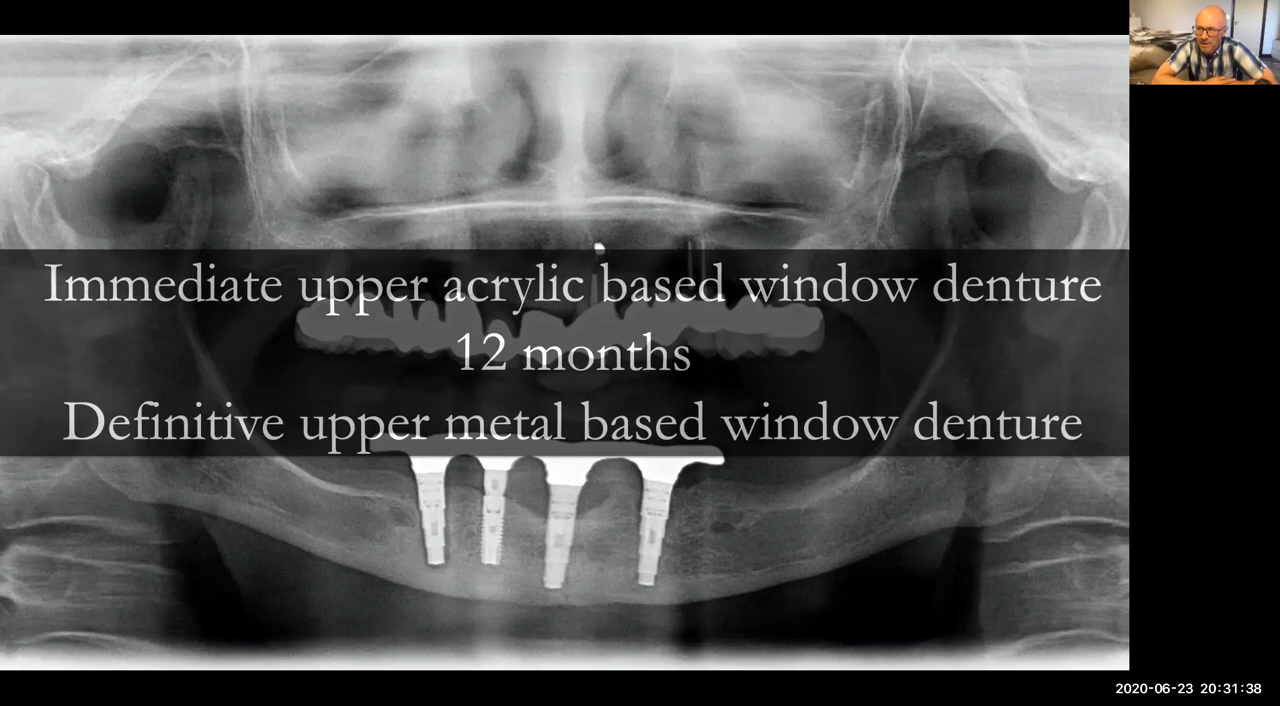 Immediate upper acrylic based window denture
12 months
Definitive upper metal based window denture
2020-06-23 20:31:38